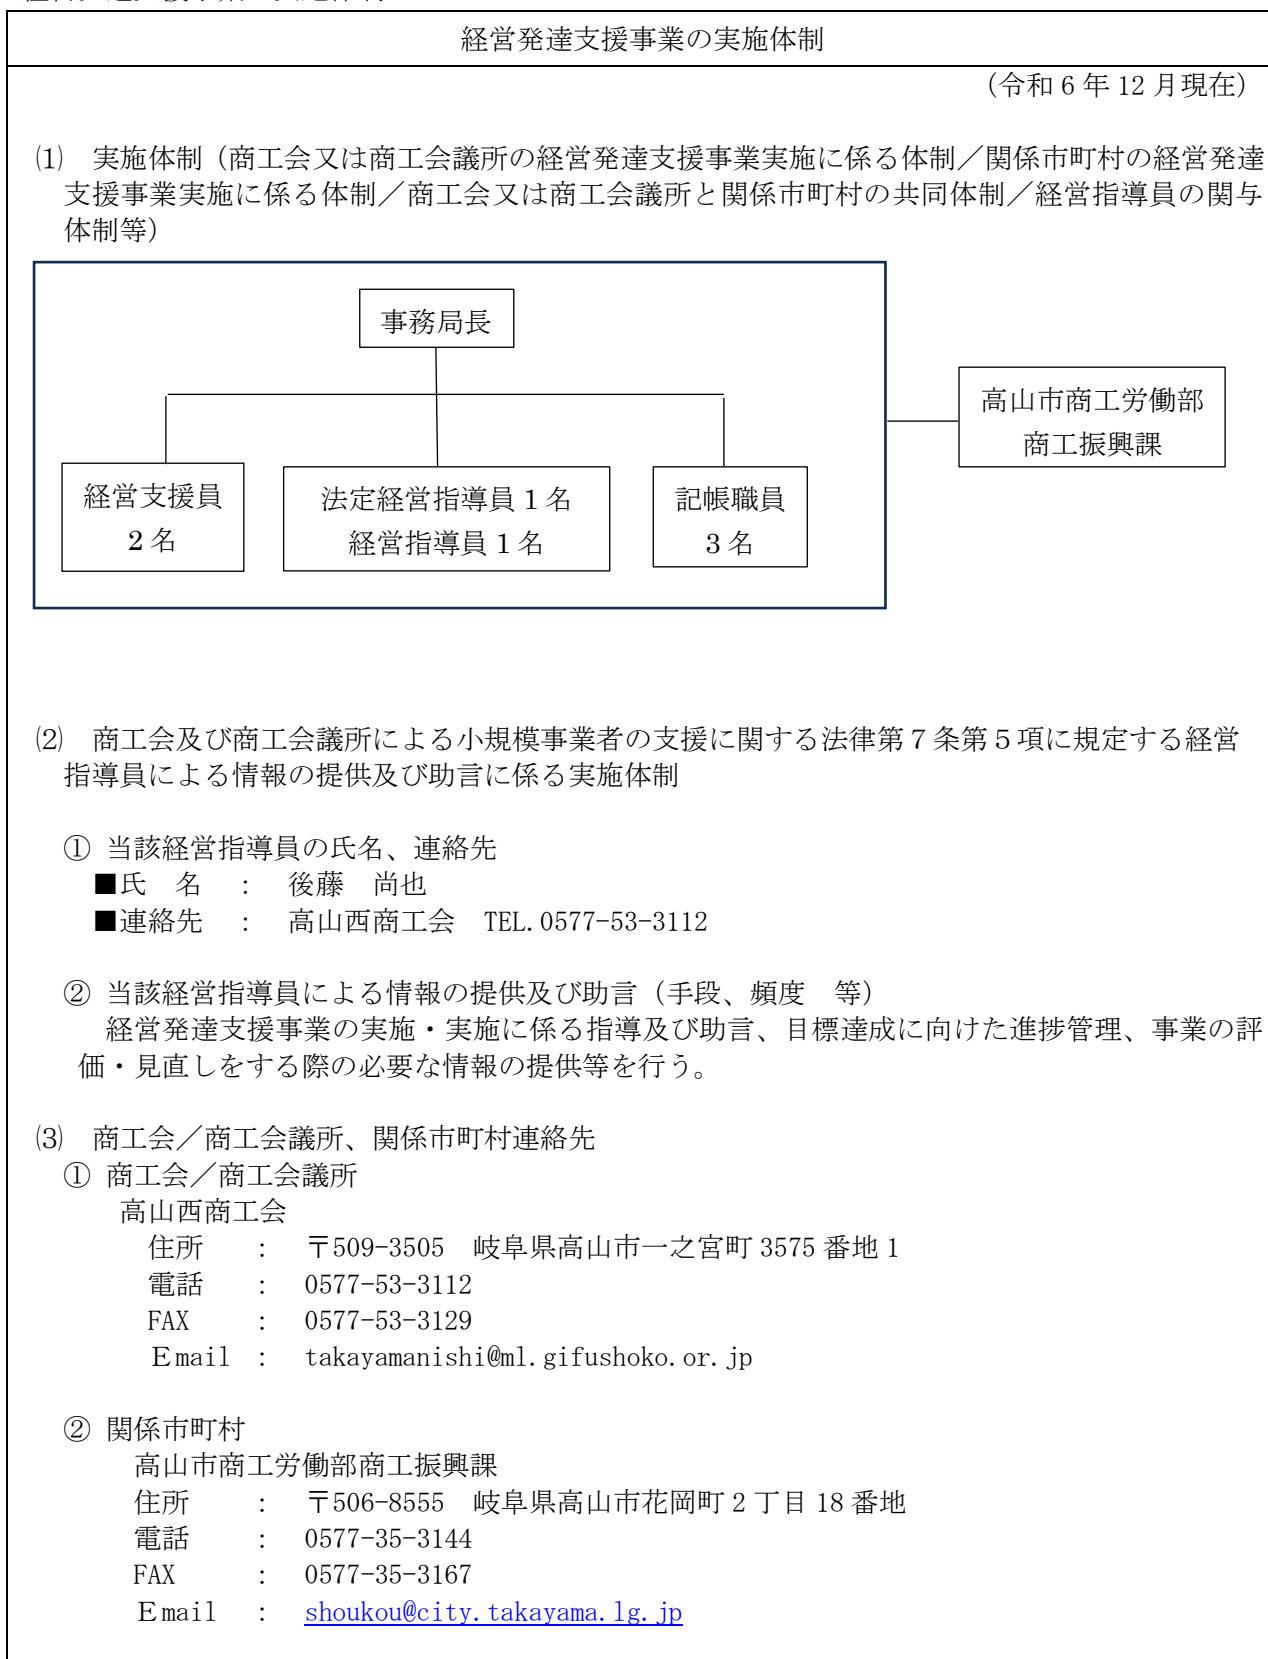 経営発達支援事業の実施体制
（令和 6 年 12 月現在）
⑴　実施体制（商工会又は商工会議所の経営発達支援事業実施に係る体制／関係市町村の経営発達
支援事業実施に係る体制／商工会又は商工会議所と関係市町村の共同体制／経営指導員の関与
体制等）
事務局長
高山市商工労働部
商工振興課
経営支援員
２名
法定経営指導員１名
経営指導員１名
記帳職員
３名
⑵　商工会及び商工会議所による小規模事業者の支援に関する法律第７条第５項に規定する経営
指導員による情報の提供及び助言に係る実施体制
① 当該経営指導員の氏名、連絡先
■氏　名　：　後藤　尚也
■連絡先　：　高山西商工会　TEL.0577-53-3112
② 当該経営指導員による情報の提供及び助言（手段、頻度　等）
経営発達支援事業の実施・実施に係る指導及び助言、目標達成に向けた進捗管理、事業の評
価・見直しをする際の必要な情報の提供等を行う。
⑶　商工会／商工会議所、関係市町村連絡先
① 商工会／商工会議所
高山西商工会
住所　：　〒509-3505　岐阜県高山市一之宮町 3575 番地 1
電話　：　0577-53-3112
FAX　：　0577-53-3129
Ｅmail ：　takayamanishi@ml.gifushoko.or.jp
② 関係市町村
高山市商工労働部商工振興課
住所　：　〒506-8555　岐阜県高山市花岡町 2 丁目 18 番地
電話　：　0577-35-3144
FAX　：　0577-35-3167
Ｅmail　：　shoukou@city.takayama.lg.jp